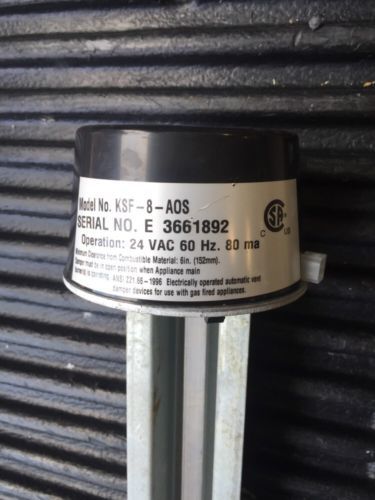 Model No. KSF-8-AOS
SERIAL NO. E 3661892
Operation: 24 VAC 60 Hz. 80 ma
Minimum Clearance from Combustible Material: 6in. (152mm).
Damper must be in open position when Appliance main
burner(s) is operating. ANSI Z21.66-1996 Electrically operated automatic vent
damper devices for use with gas fired appliances.
C US